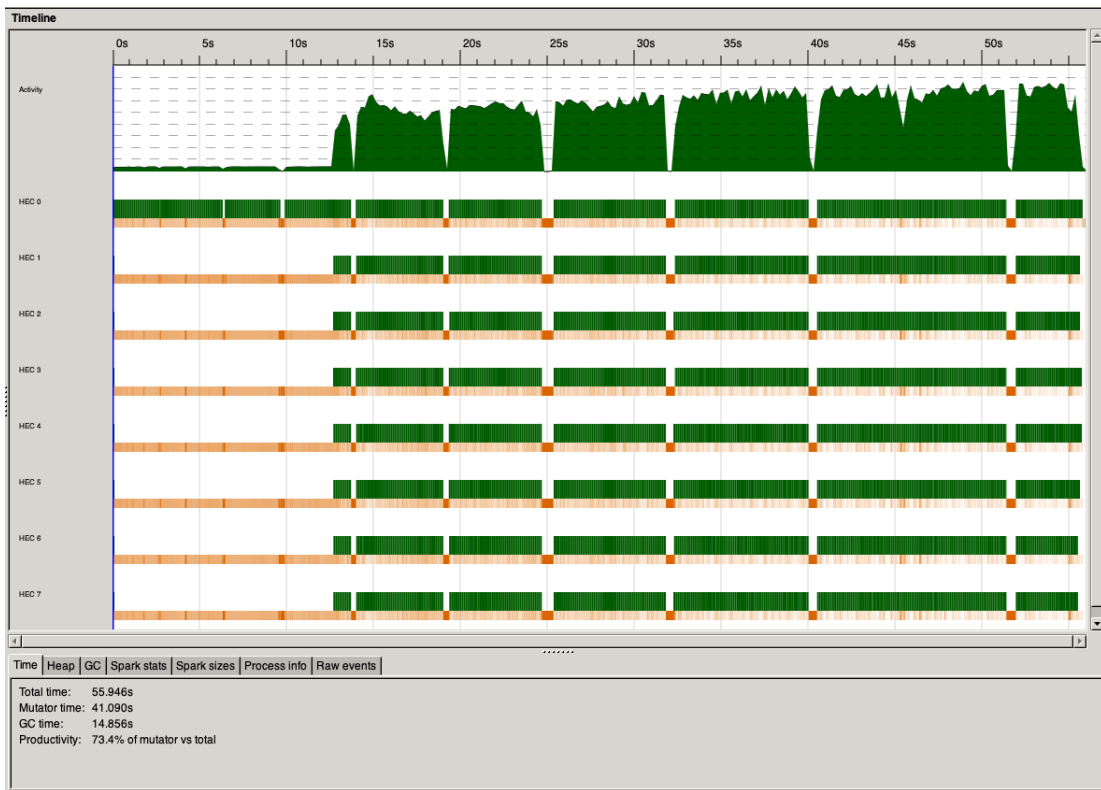 Timeline
0s 5s 10s 15s 20s 25s 30s 35s 40s 45s 50s
Activity
HEC 0
HEC 1
HEC 2
HEC 3
HEC 4
HEC 5
HEC 6
HEC 7
Time Heap GC Spark stats Spark sizes Process info Raw events
Total time: 55.946s
Mutator time: 41.090s
GC time: 14.856s
Productivity: 73.4% of mutator vs total